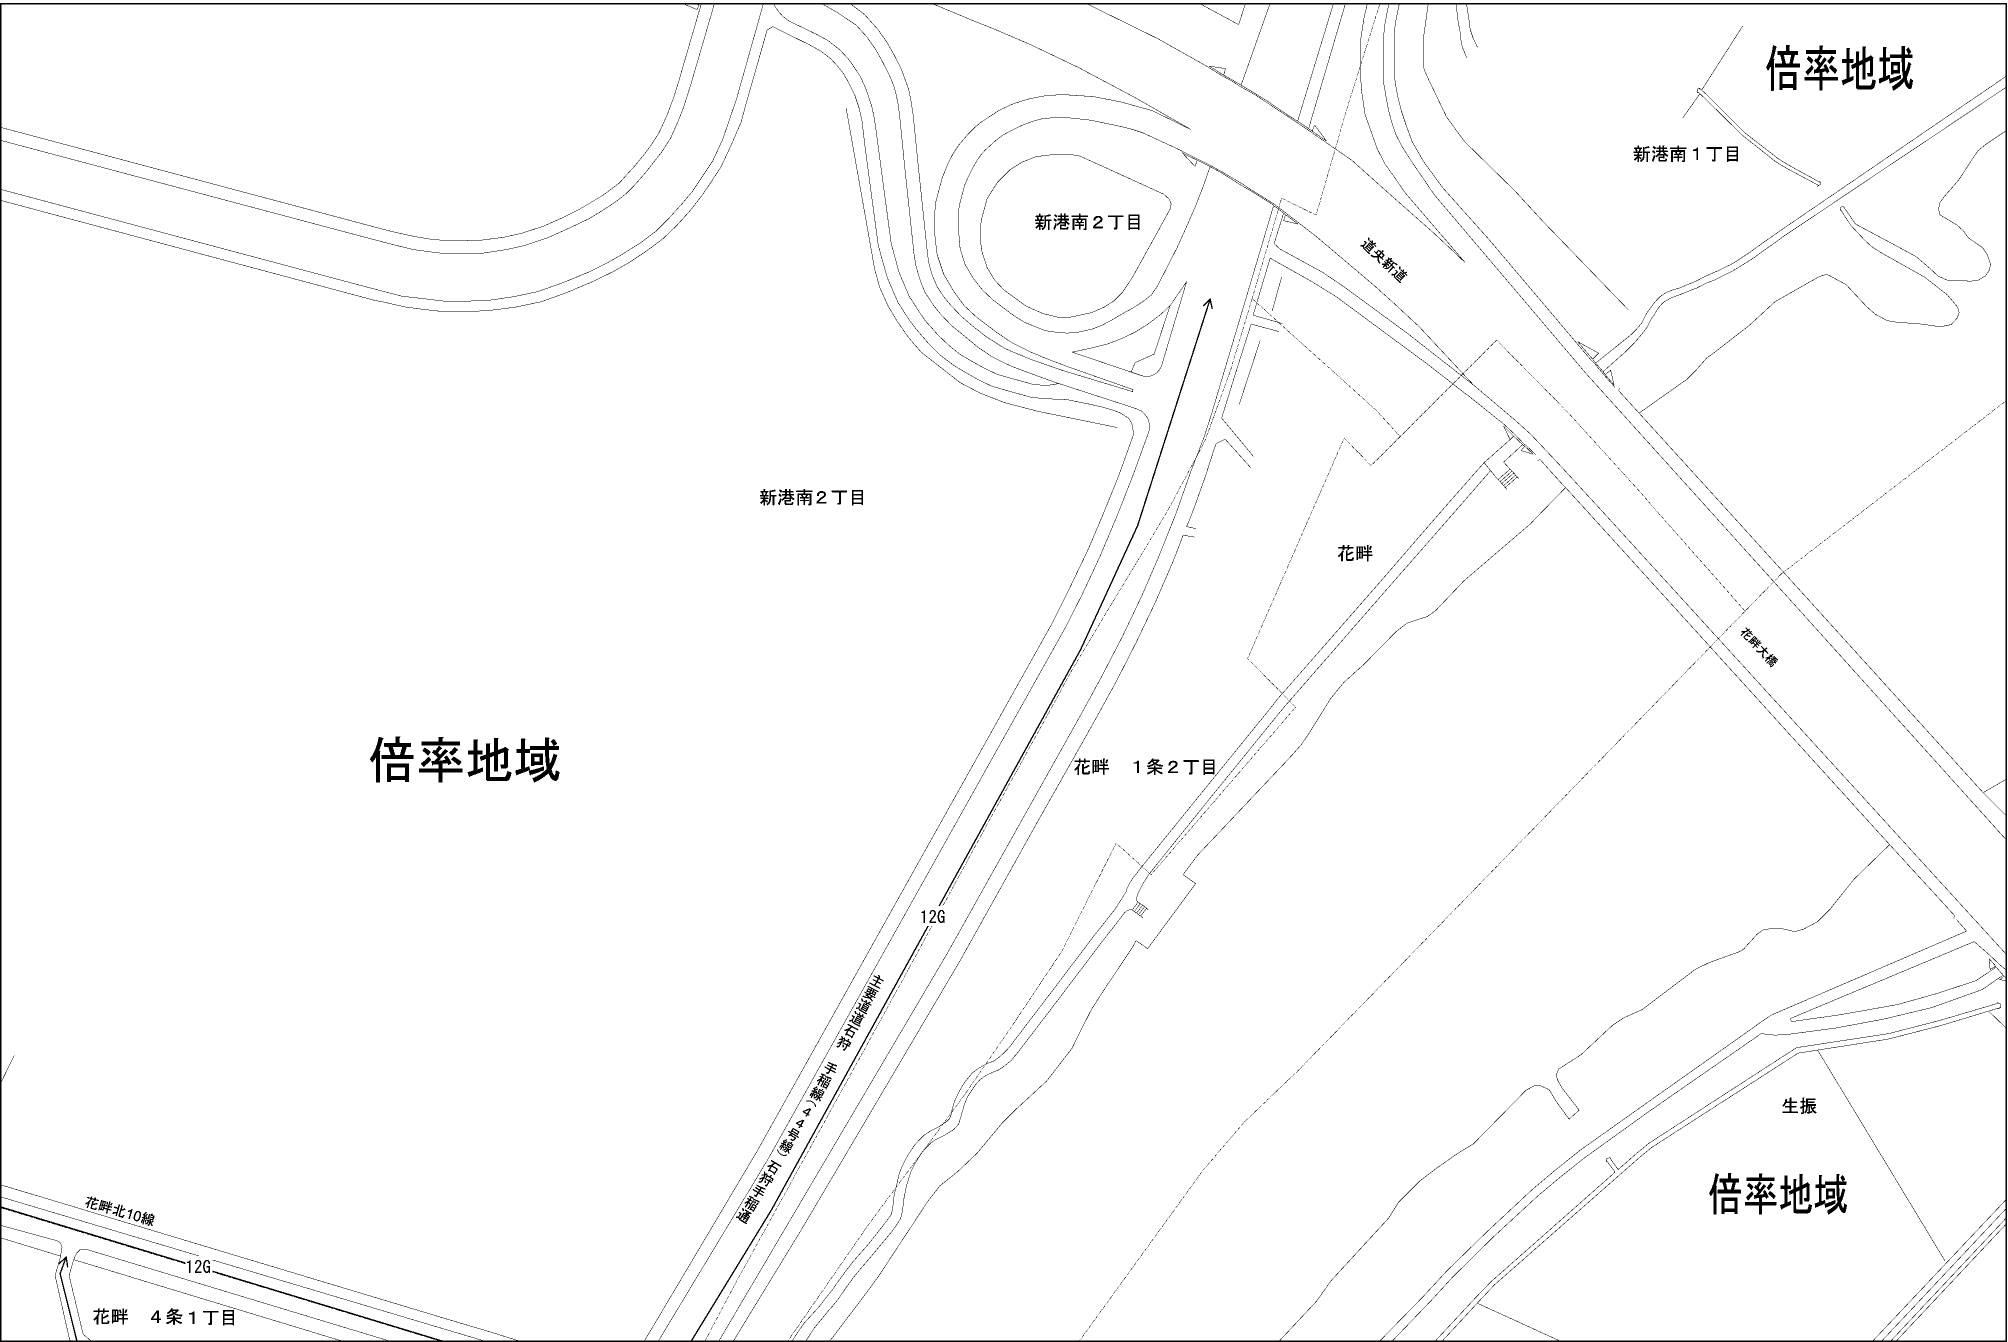 倍率地域
新港南１丁目
新港南２丁目
道央新道
新港南２丁目
花畔
花畔大橋
倍率地域
花畔　１条２丁目
12G
主要道道石狩　手稲線（４４号線）石狩手稲通
生振
倍率地域
花畔北10線
12G
花畔　４条１丁目